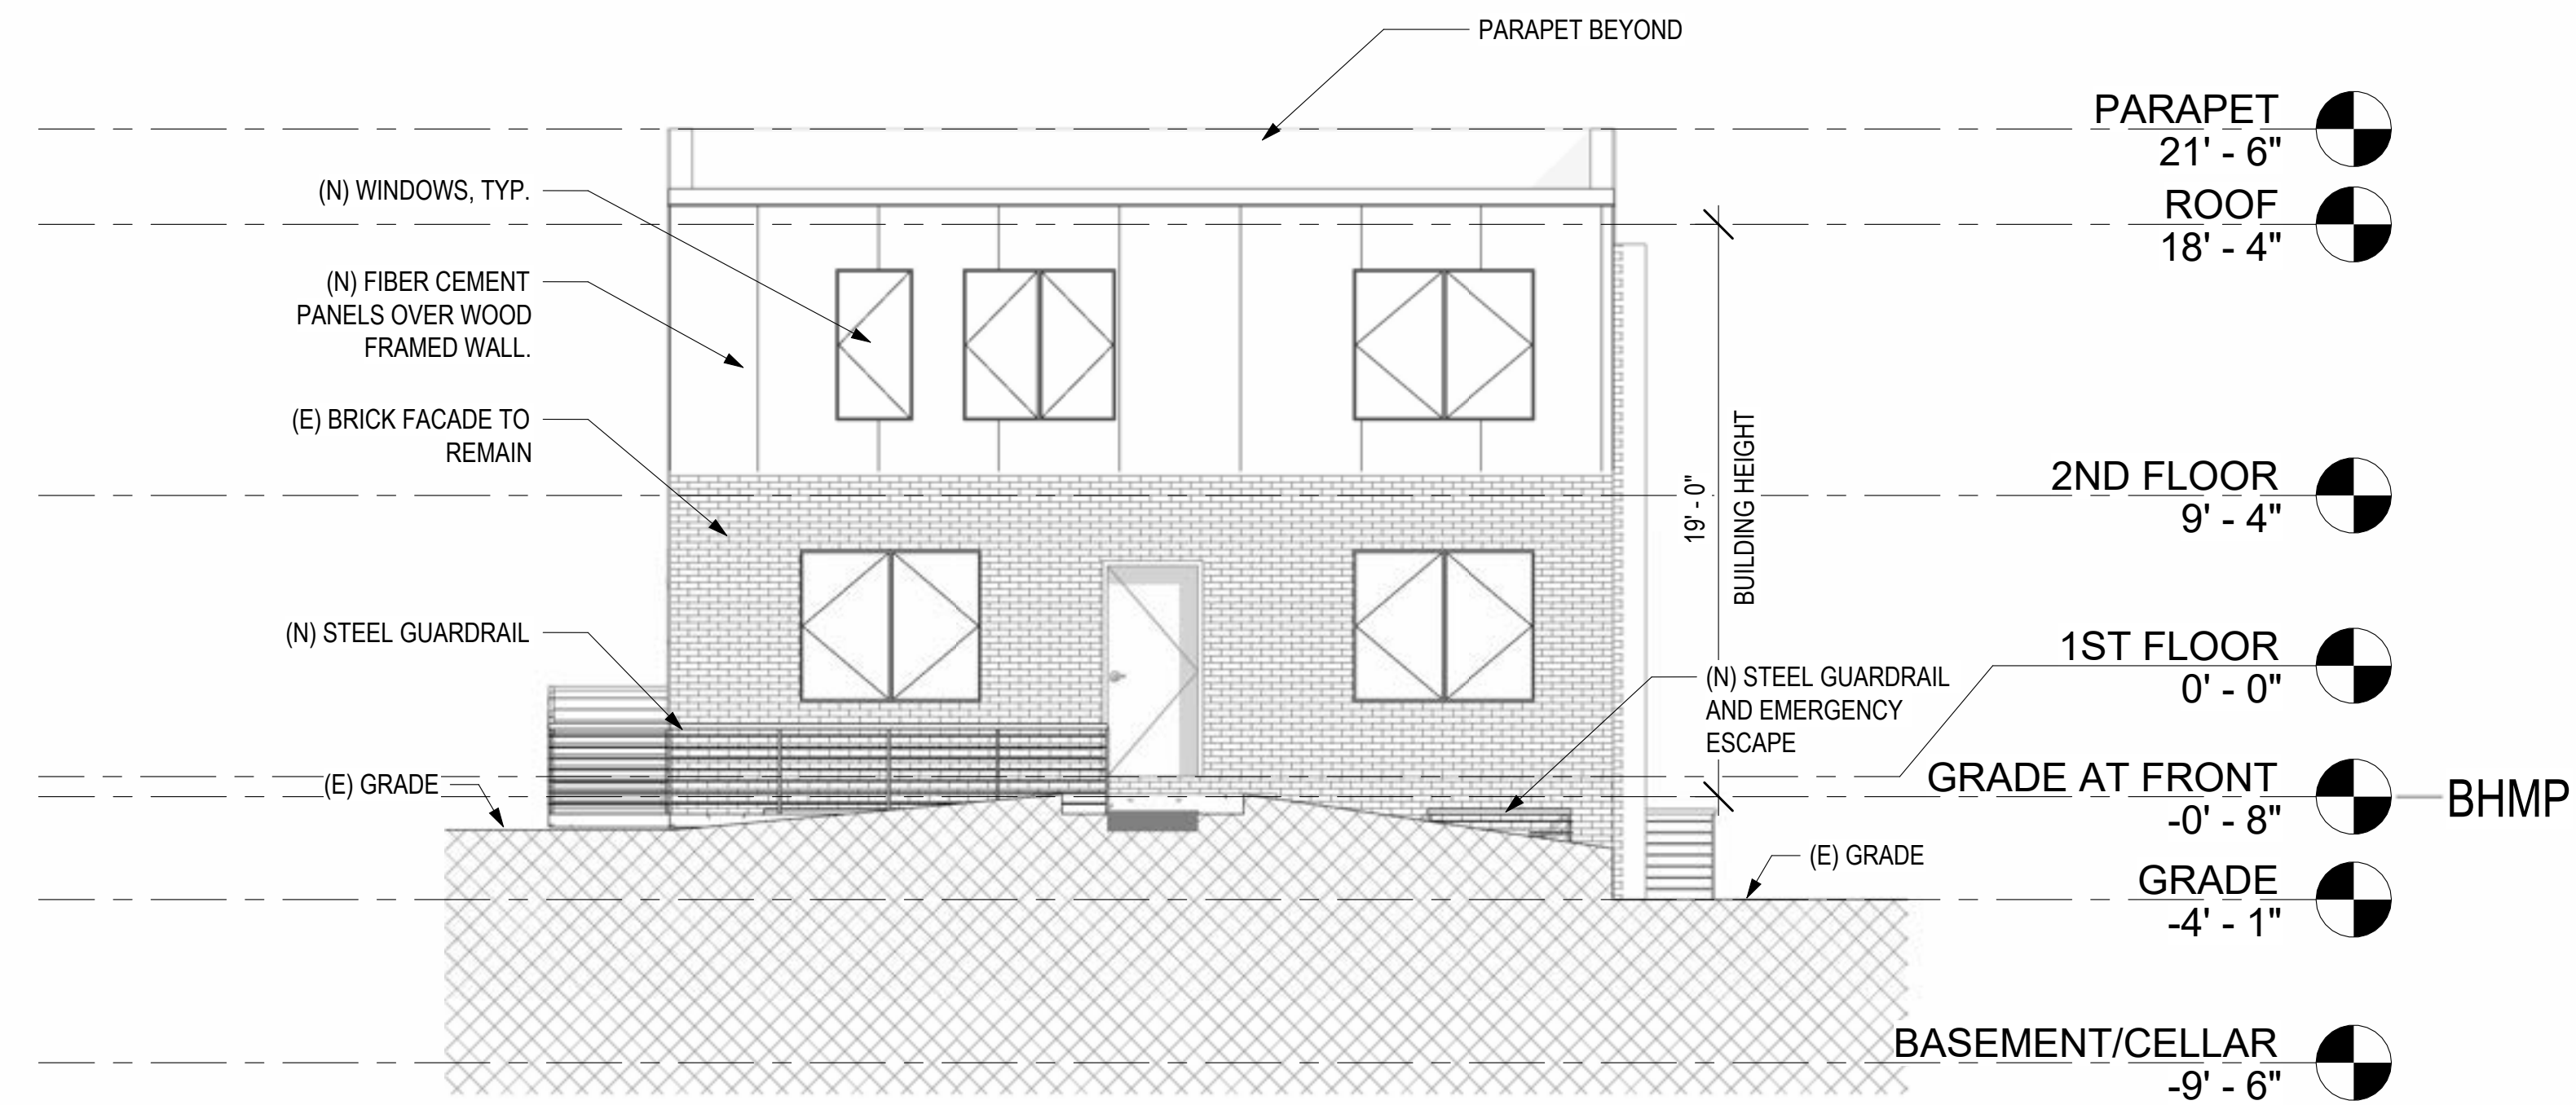 PARAPET BEYOND
PARAPET
21' - 6"
(N) WINDOWS, TYP.
ROOF
18' - 4"
(N) FIBER CEMENT
PANELS OVER WOOD
FRAMED WALL.
(E) BRICK FACADE TO
REMAIN
19' - 0"
BUILDING HEIGHT
2ND FLOOR
9' - 4"
(N) STEEL GUARDRAIL
(N) STEEL GUARDRAIL
AND EMERGENCY
ESCAPE
1ST FLOOR
0' - 0"
(E) GRADE
GRADE AT FRONT
-0' - 8"
BHMP
(E) GRADE
GRADE
-4' - 1"
BASEMENT/CELLAR
-9' - 6"